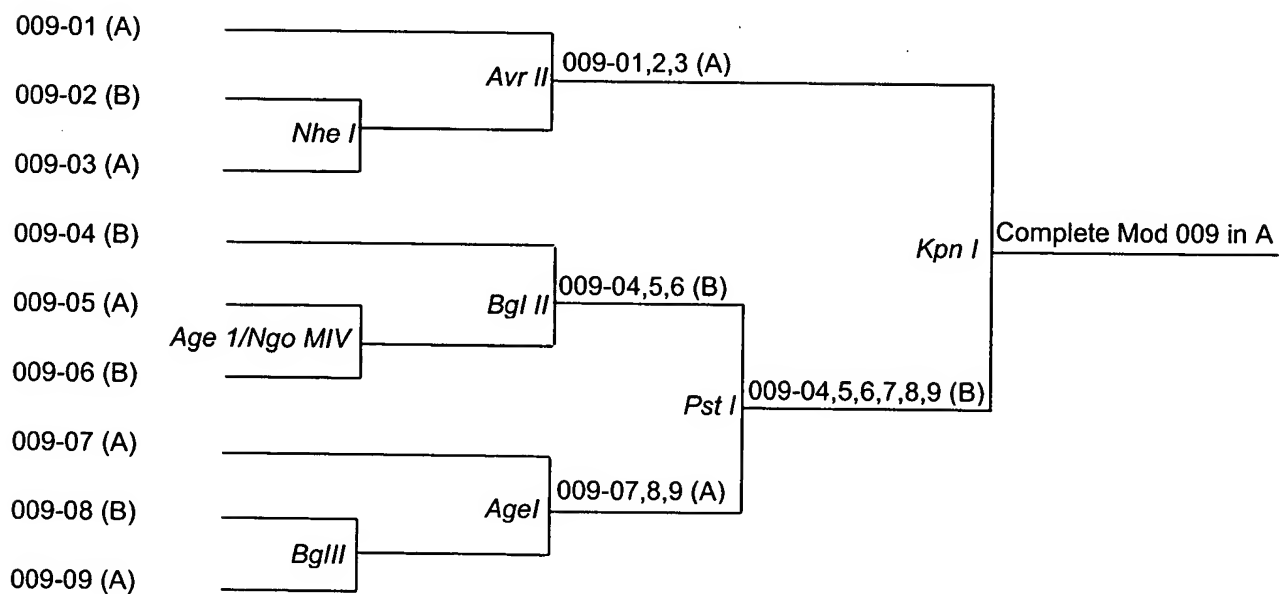 009-01 (A)
009-02 (B)
009-03 (A)
009-04 (B)
009-05 (A)
009-06 (B)
009-07 (A)
009-08 (B)
009-09 (A)
Nhe I
Age 1/Ngo MIV
BglII
Avr II
Bgl II
AgeI
009-01,2,3 (A)
009-04,5,6 (B)
009-07,8,9 (A)
Pst I
009-04,5,6,7,8,9 (B)
Kpn I
Complete Mod 009 in A